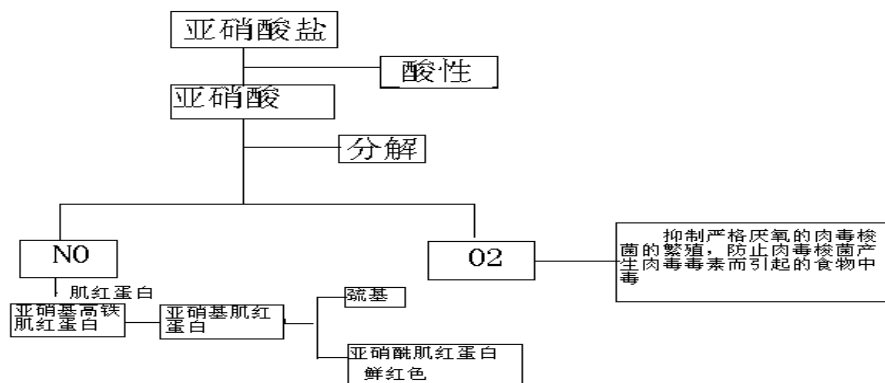 亚硝酸盐
酸性
亚硝酸
分解
NO
O2
抑制严格厌氧的肉毒梭
菌的繁殖，防止肉毒梭菌产
生肉毒毒素而引起的食物中
毒
肌红蛋白
亚硝基高铁
肌红蛋白
亚硝基肌红
蛋白
巯基
亚硝酰肌红蛋白
鲜红色